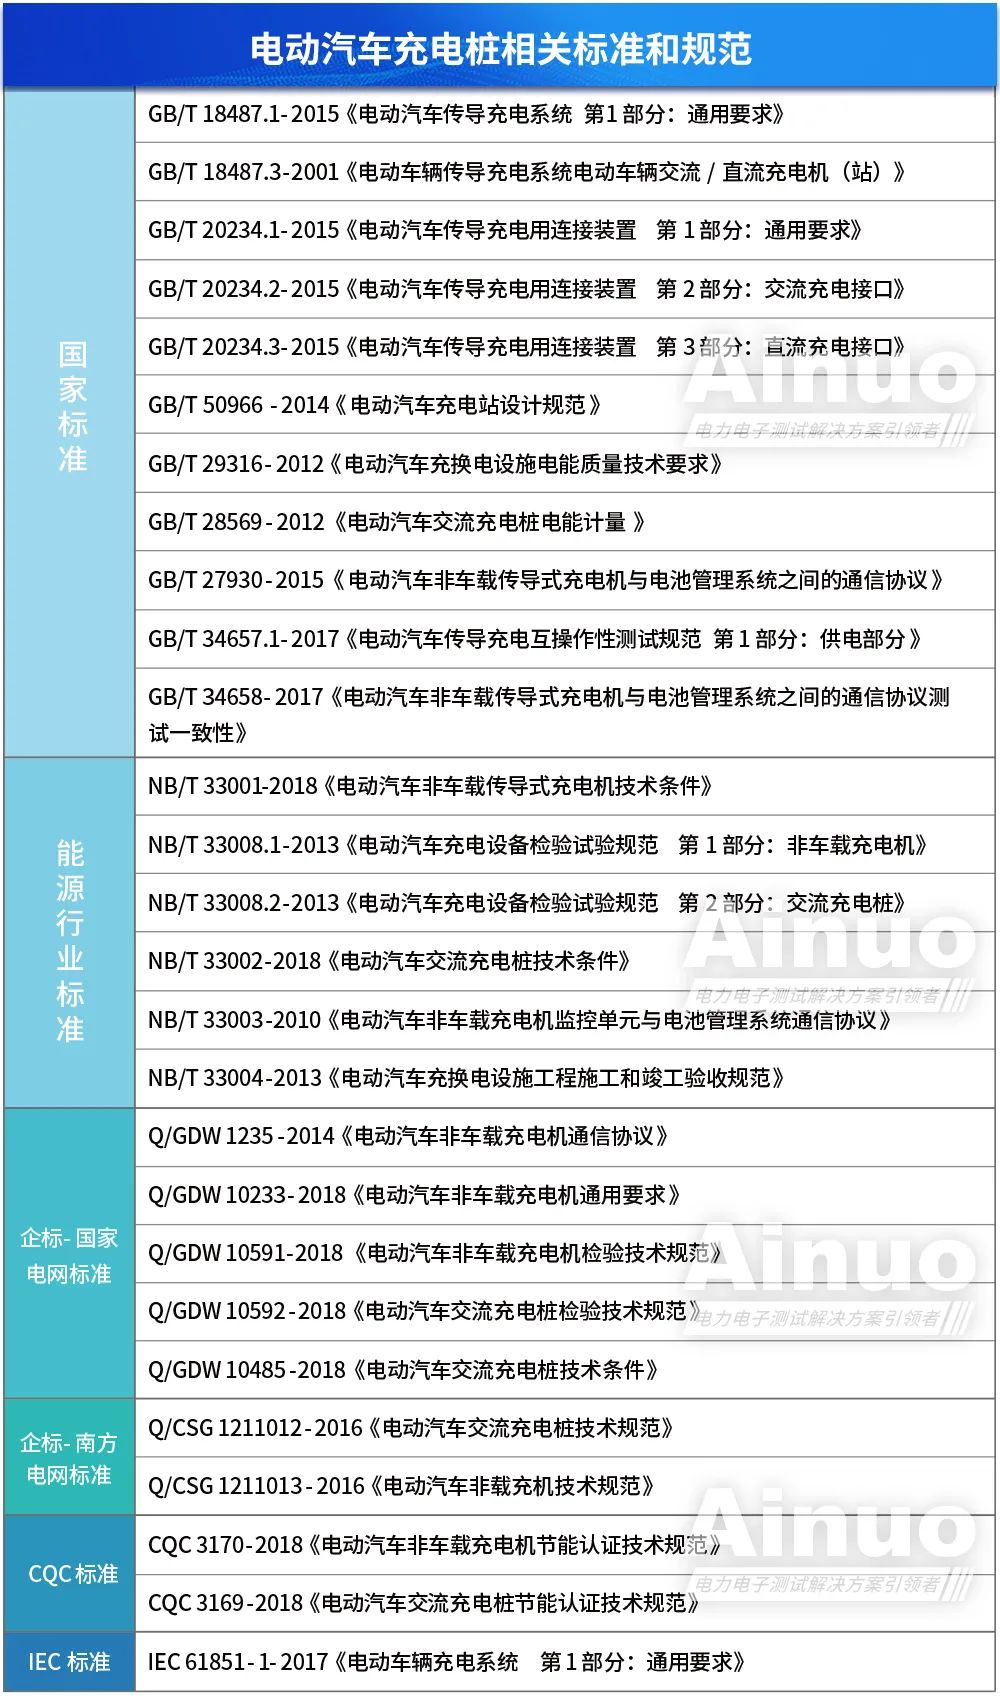 电动汽车充电桩相关标准和规范
国家标准
GB/T 18487.1-2015《电动汽车传导充电系统 第1部分：通用要求》
GB/T 18487.3-2001《电动车辆传导充电系统电动车辆交流 / 直流充电机（站）》
GB/T 20234.1-2015《电动汽车传导充电用连接装置 第 1 部分：通用要求》
GB/T 20234.2-2015《电动汽车传导充电用连接装置 第 2 部分：交流充电接口》
GB/T 20234.3-2015《电动汽车传导充电用连接装置 第 3 部分：直流充电接口》
Ainuo
电力电子测试解决方案引领者
GB/T 50966 -2014《 电动汽车充电站设计规范 》
GB/T 29316-2012《电动汽车充换电设施电能质量技术要求》
GB/T 28569-2012《电动汽车交流充电桩电能计量 》
GB/T 27930-2015《 电动汽车非车载传导式充电机与电池管理系统之间的通信协议 》
GB/T 34657.1-2017《电动汽车传导充电互操作性测试规范 第 1 部分：供电部分 》
GB/T 34658-2017《电动汽车非车载传导式充电机与电池管理系统之间的通信协议测
试一致性》
能源行业标准
NB/T 33001-2018《电动汽车非车载传导式充电机技术条件》
NB/T 33008.1-2013《电动汽车充电设备检验试验规范 第 1 部分：非车载充电机》
NB/T 33008.2-2013《电动汽车充电设备检验试验规范 第 2 部分：交流充电桩》
Ainuo
电力电子测试解决方案引领者
NB/T 33002-2018《电动汽车交流充电桩技术条件》
NB/T 33003-2010《电动汽车非车载充电机监控单元与电池管理系统通信协议》
NB/T 33004-2013《电动汽车充换电设施工程施工和竣工验收规范》
企标- 国家
电网标准
Q/GDW 1235 -2014《电动汽车非车载充电机通信协议》
Q/GDW 10233-2018《电动汽车非车载充电机通用要求 》
Q/GDW 10591-2018 《电动汽车非车载充电机检验技术规范》
Ainuo
电力电子测试解决方案引领者
Q/GDW 10592 -2018《电动汽车交流充电桩检验技术规范》
Q/GDW 10485 -2018《电动汽车交流充电桩技术条件》
企标- 南方
电网标准
Q/CSG 1211012 - 2016《电动汽车交流充电桩技术规范》
Q/CSG 1211013 - 2016《电动汽车非载充机技术规范》
CQC 标准
CQC 3170-2018《电动汽车非车载充电机节能认证技术规范》
Ainuo
电力电子测试解决方案引领者
CQC 3169-2018《电动汽车交流充电桩节能认证技术规范》
IEC 标准
IEC 61851 - 1- 2017《电动车辆充电系统 第 1 部分：通用要求》